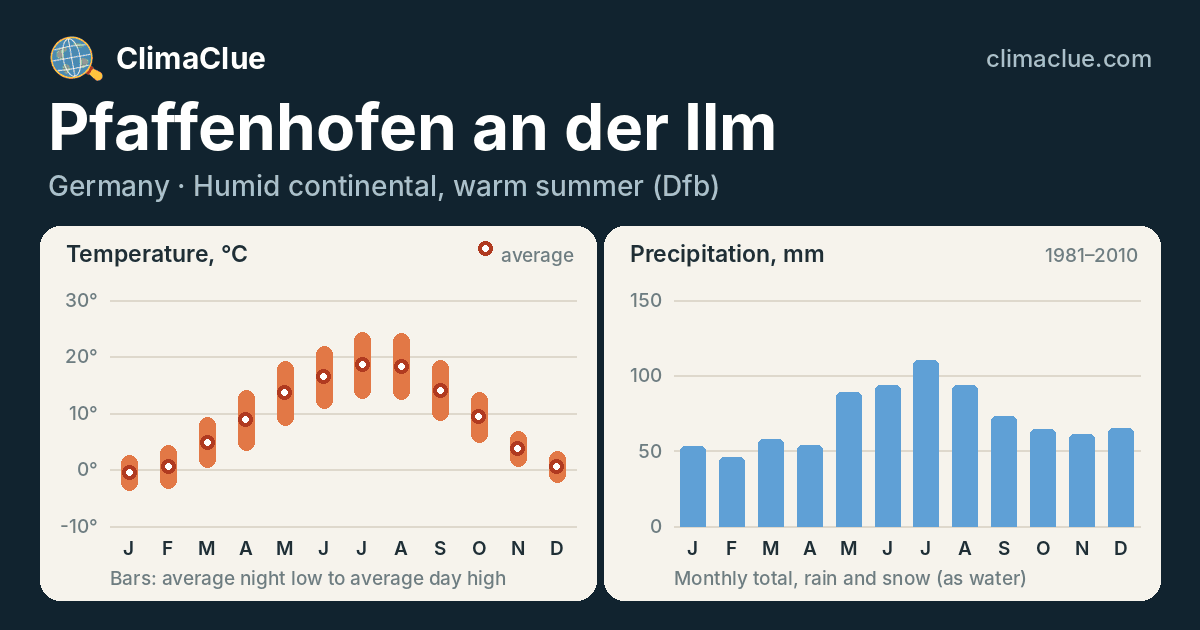 ClimaClue
climaclue.com
Pfaffenhofen an der Ilm
Germany · Humid continental, warm summer (Dfb)
Temperature, °C
average
30°
20°
10°
0°
-10°
J F M A M J J A S O N D
Bars: average night low to average day high
Precipitation, mm
1981–2010
150
100
50
0
J F M A M J J A S O N D
Monthly total, rain and snow (as water)